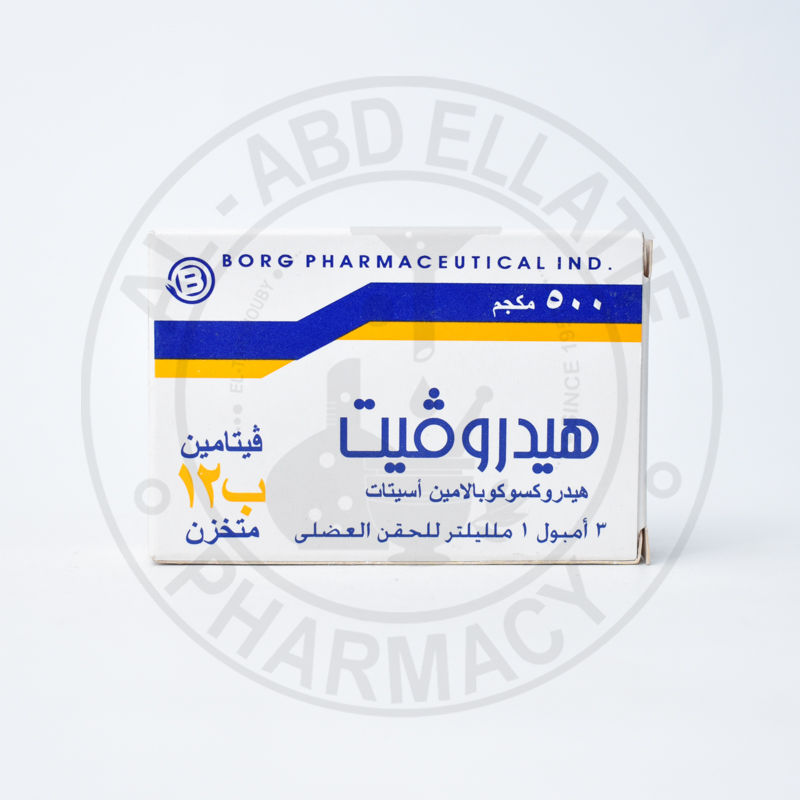 AL - ABD ELLATIF
BORG PHARMACEUTICAL IND.
B
٥٠٠ مكجم
SINCE
هيدروڤيت
ڤيتامين
ب١٢
متخزن
هيدروكسوكوبالامين أسيتات
٣ أمبول ١ ملليلتر للحقن العضلى
PHARMACY